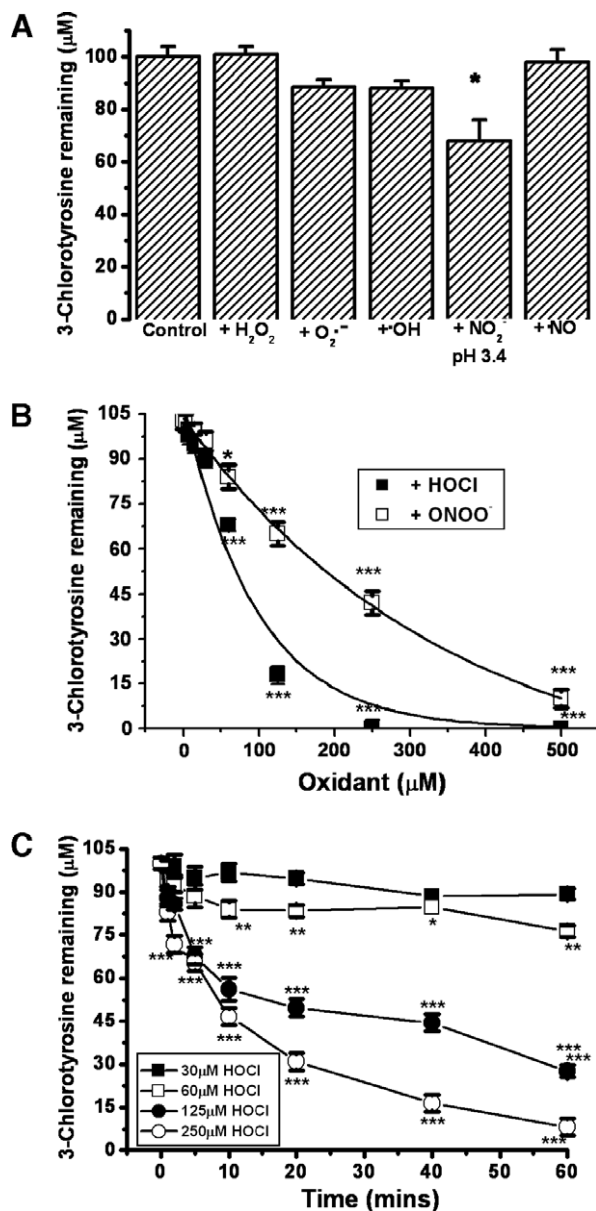 A
3-Chlorotyrosine remaining (μM)
100
80
60
40
20
0
*
Control
+ H₂O₂
+ O₂·⁻
+·OH
+ NO₂⁻
pH 3.4
+·NO
B
3-Chlorotyrosine remaining (μM)
105
90
75
60
45
30
15
0
*
***
***
***
***
***
***
***
+ HOCl
+ ONOO⁻
0
100
200
300
400
500
Oxidant (μM)
C
3-Chlorotyrosine remaining (μM)
105
90
75
60
45
30
15
0
**
**
*
**
***
***
***
***
***
***
***
***
***
***
***
***
***
30μM HOCl
60μM HOCl
125μM HOCl
250μM HOCl
0
10
20
30
40
50
60
Time (mins)